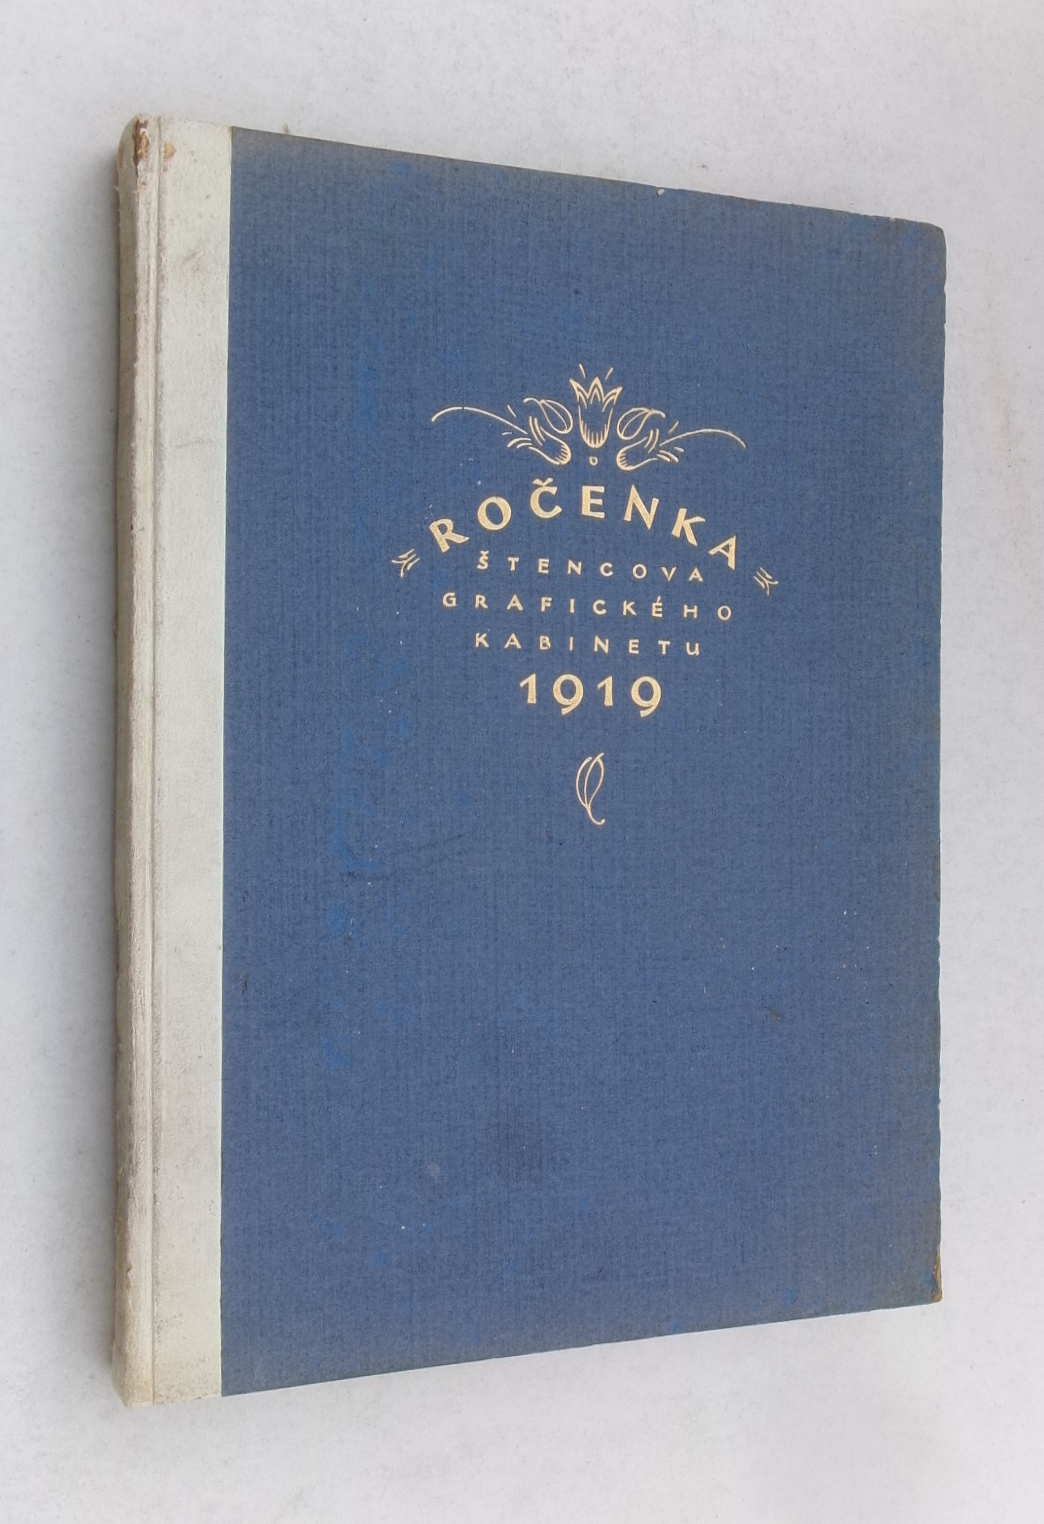 ROČENKA
ŠTENCOVA
GRAFICKÉHO
KABINETU
1919